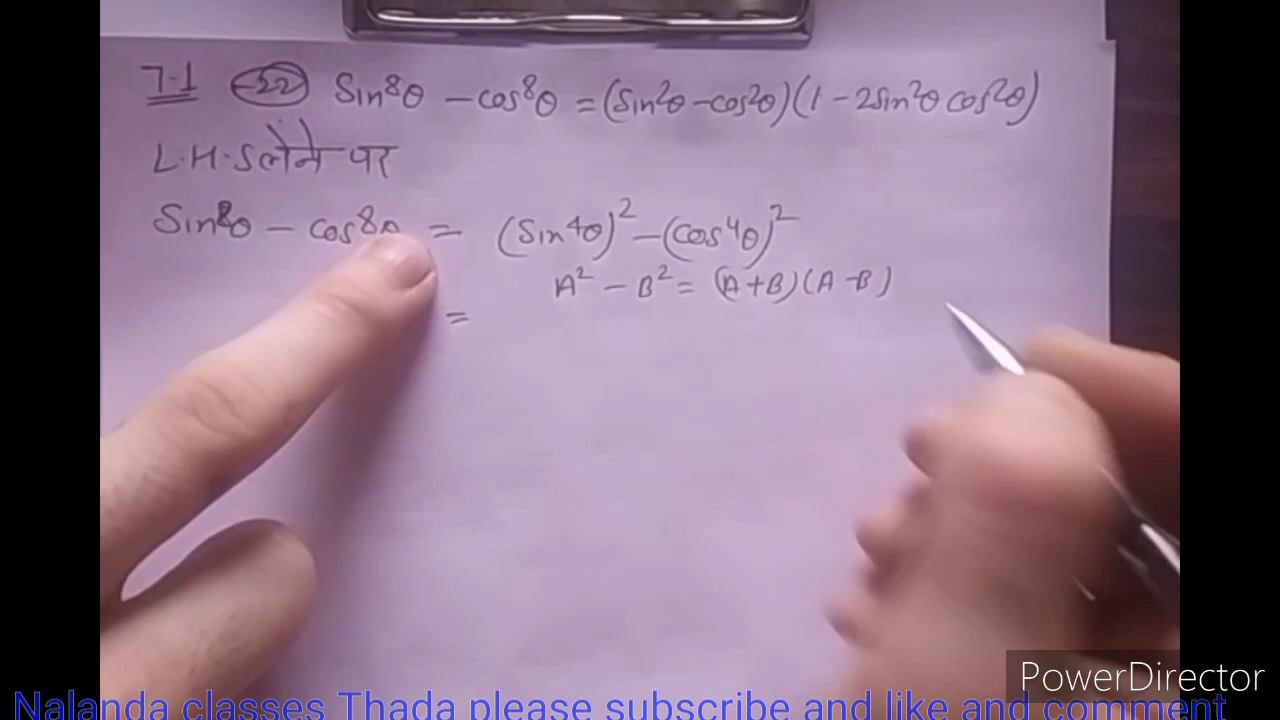 7.1 22 Sin⁸θ - cos⁸θ = (Sin²θ - cos²θ)(1 - 2sin²θ cos²θ)
L.H.S लेने पर
Sin⁸θ - cos⁸θ = (Sin⁴θ)² - (cos⁴θ)²
A² - B² = (A+B)(A-B)
=
PowerDirector
Nalanda classes Thada please subscribe and like and comment